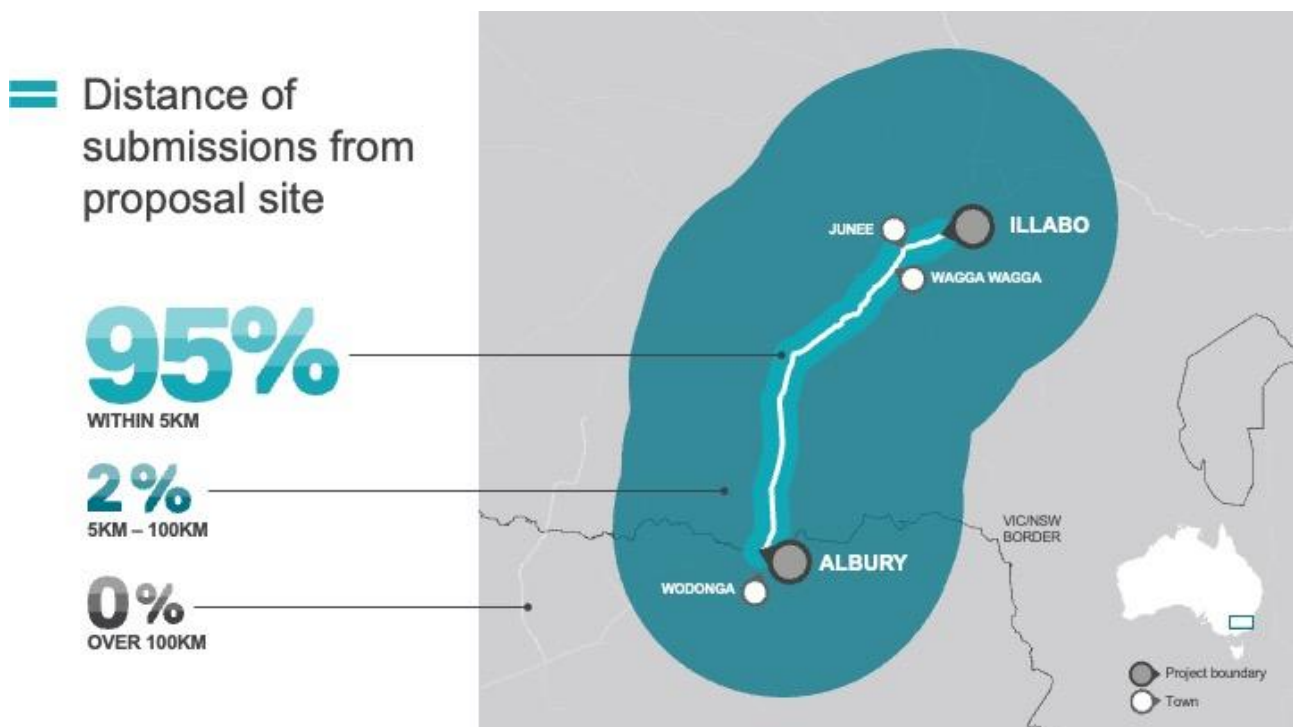 Distance of
submissions from
proposal site
95%
WITHIN 5KM
2%
5KM – 100KM
0%
OVER 100KM
JUNEE
ILLABO
WAGGA WAGGA
VIC/NSW
BORDER
ALBURY
WODONGA
Project boundary
Town